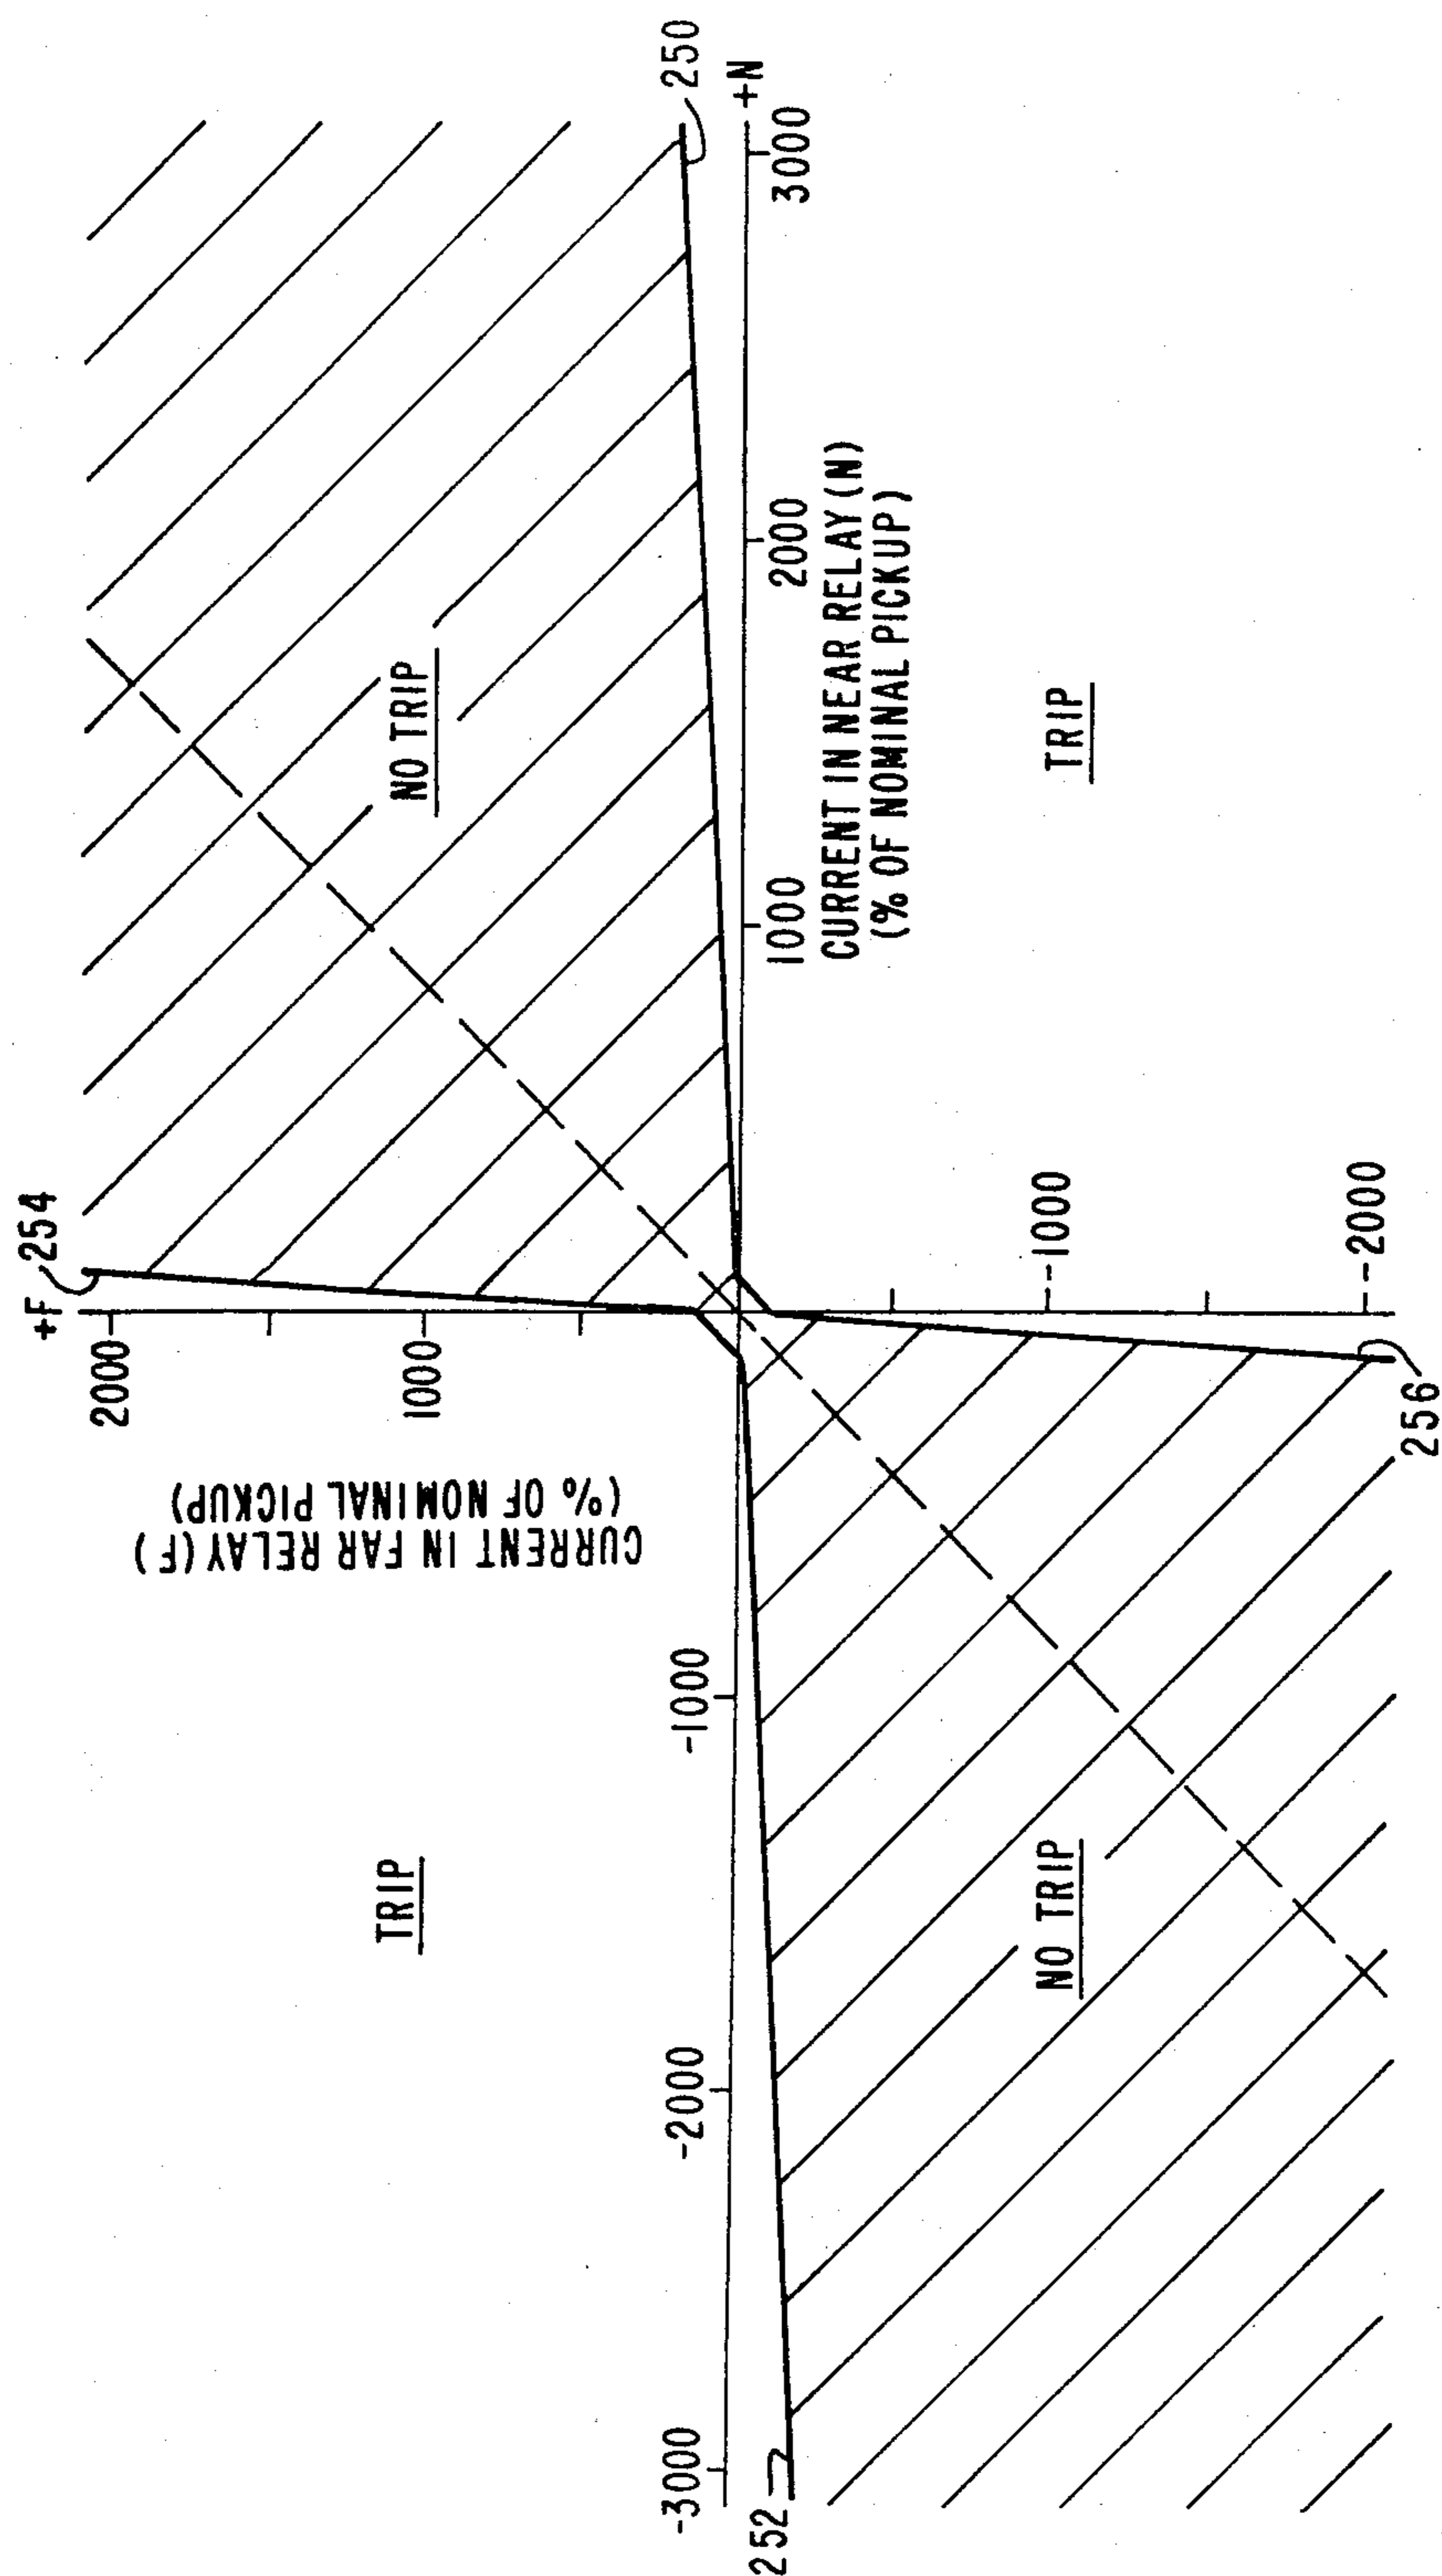 +F
254
2000
1000
CURRENT IN FAR RELAY (F)
(% OF NOMINAL PICKUP)
TRIP
NO TRIP
-3000
-2000
-1000
1000
2000
3000
+N
250
252
CURRENT IN NEAR RELAY (N)
(% OF NOMINAL PICKUP)
NO TRIP
TRIP
-1000
-2000
256